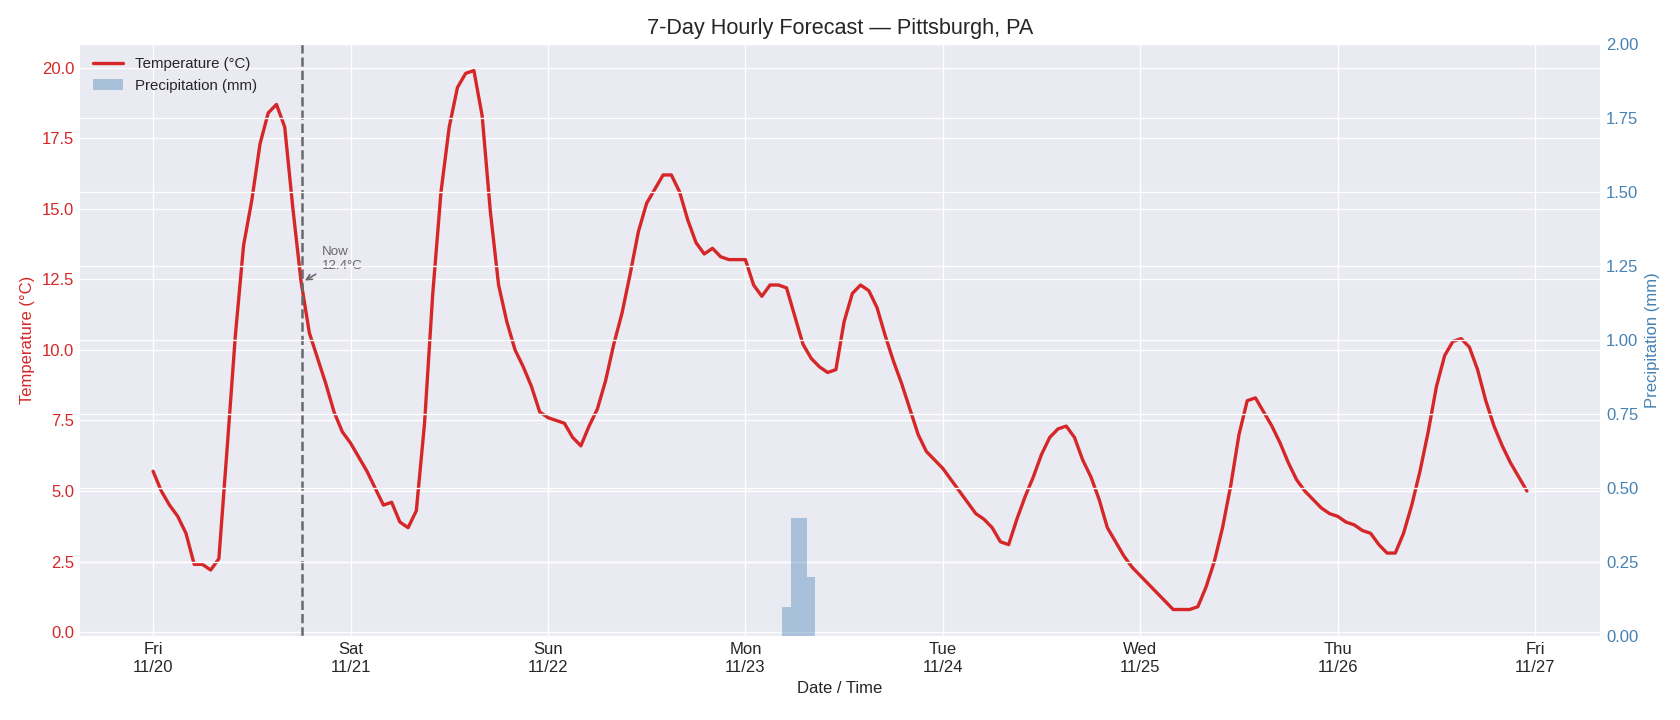 7-Day Hourly Forecast — Pittsburgh, PA
Temperature (°C)
Precipitation (mm)
Now
12.4°C
Temperature (°C)
20.0
17.5
15.0
12.5
10.0
7.5
5.0
2.5
0.0
2.00
1.75
1.50
1.25
1.00
0.75
0.50
0.25
0.00
Precipitation (mm)
Fri
11/20
Sat
11/21
Sun
11/22
Mon
11/23
Tue
11/24
Wed
11/25
Thu
11/26
Fri
11/27
Date / Time